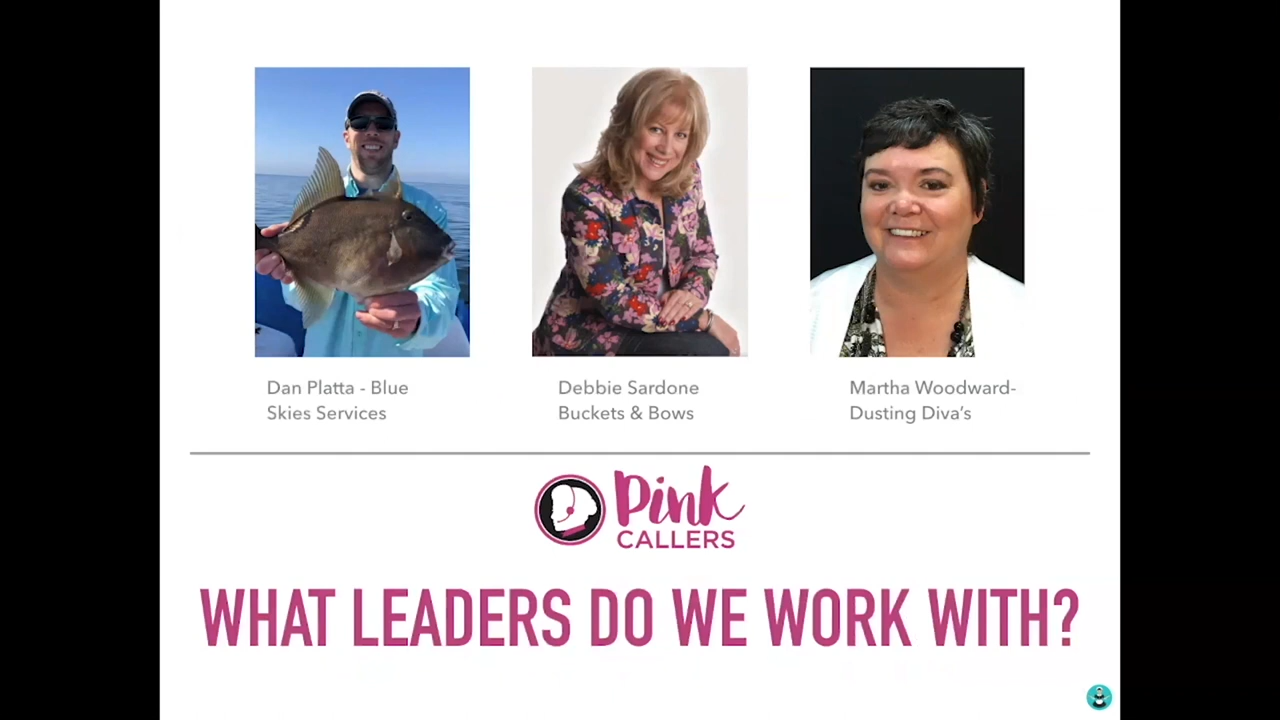 Dan Platta - Blue
Skies Services
Debbie Sardone
Buckets & Bows
Martha Woodward-
Dusting Diva's
Pink
CALLERS
WHAT LEADERS DO WE WORK WITH?